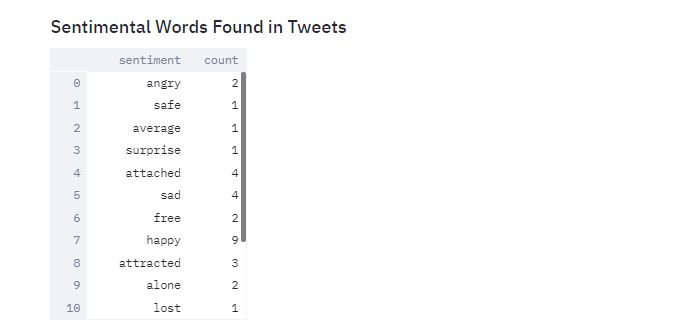 Sentimental Words Found in Tweets
sentiment count
0 angry 2
1 safe 1
2 average 1
3 surprise 1
4 attached 4
5 sad 4
6 free 2
7 happy 9
8 attracted 3
9 alone 2
10 lost 1